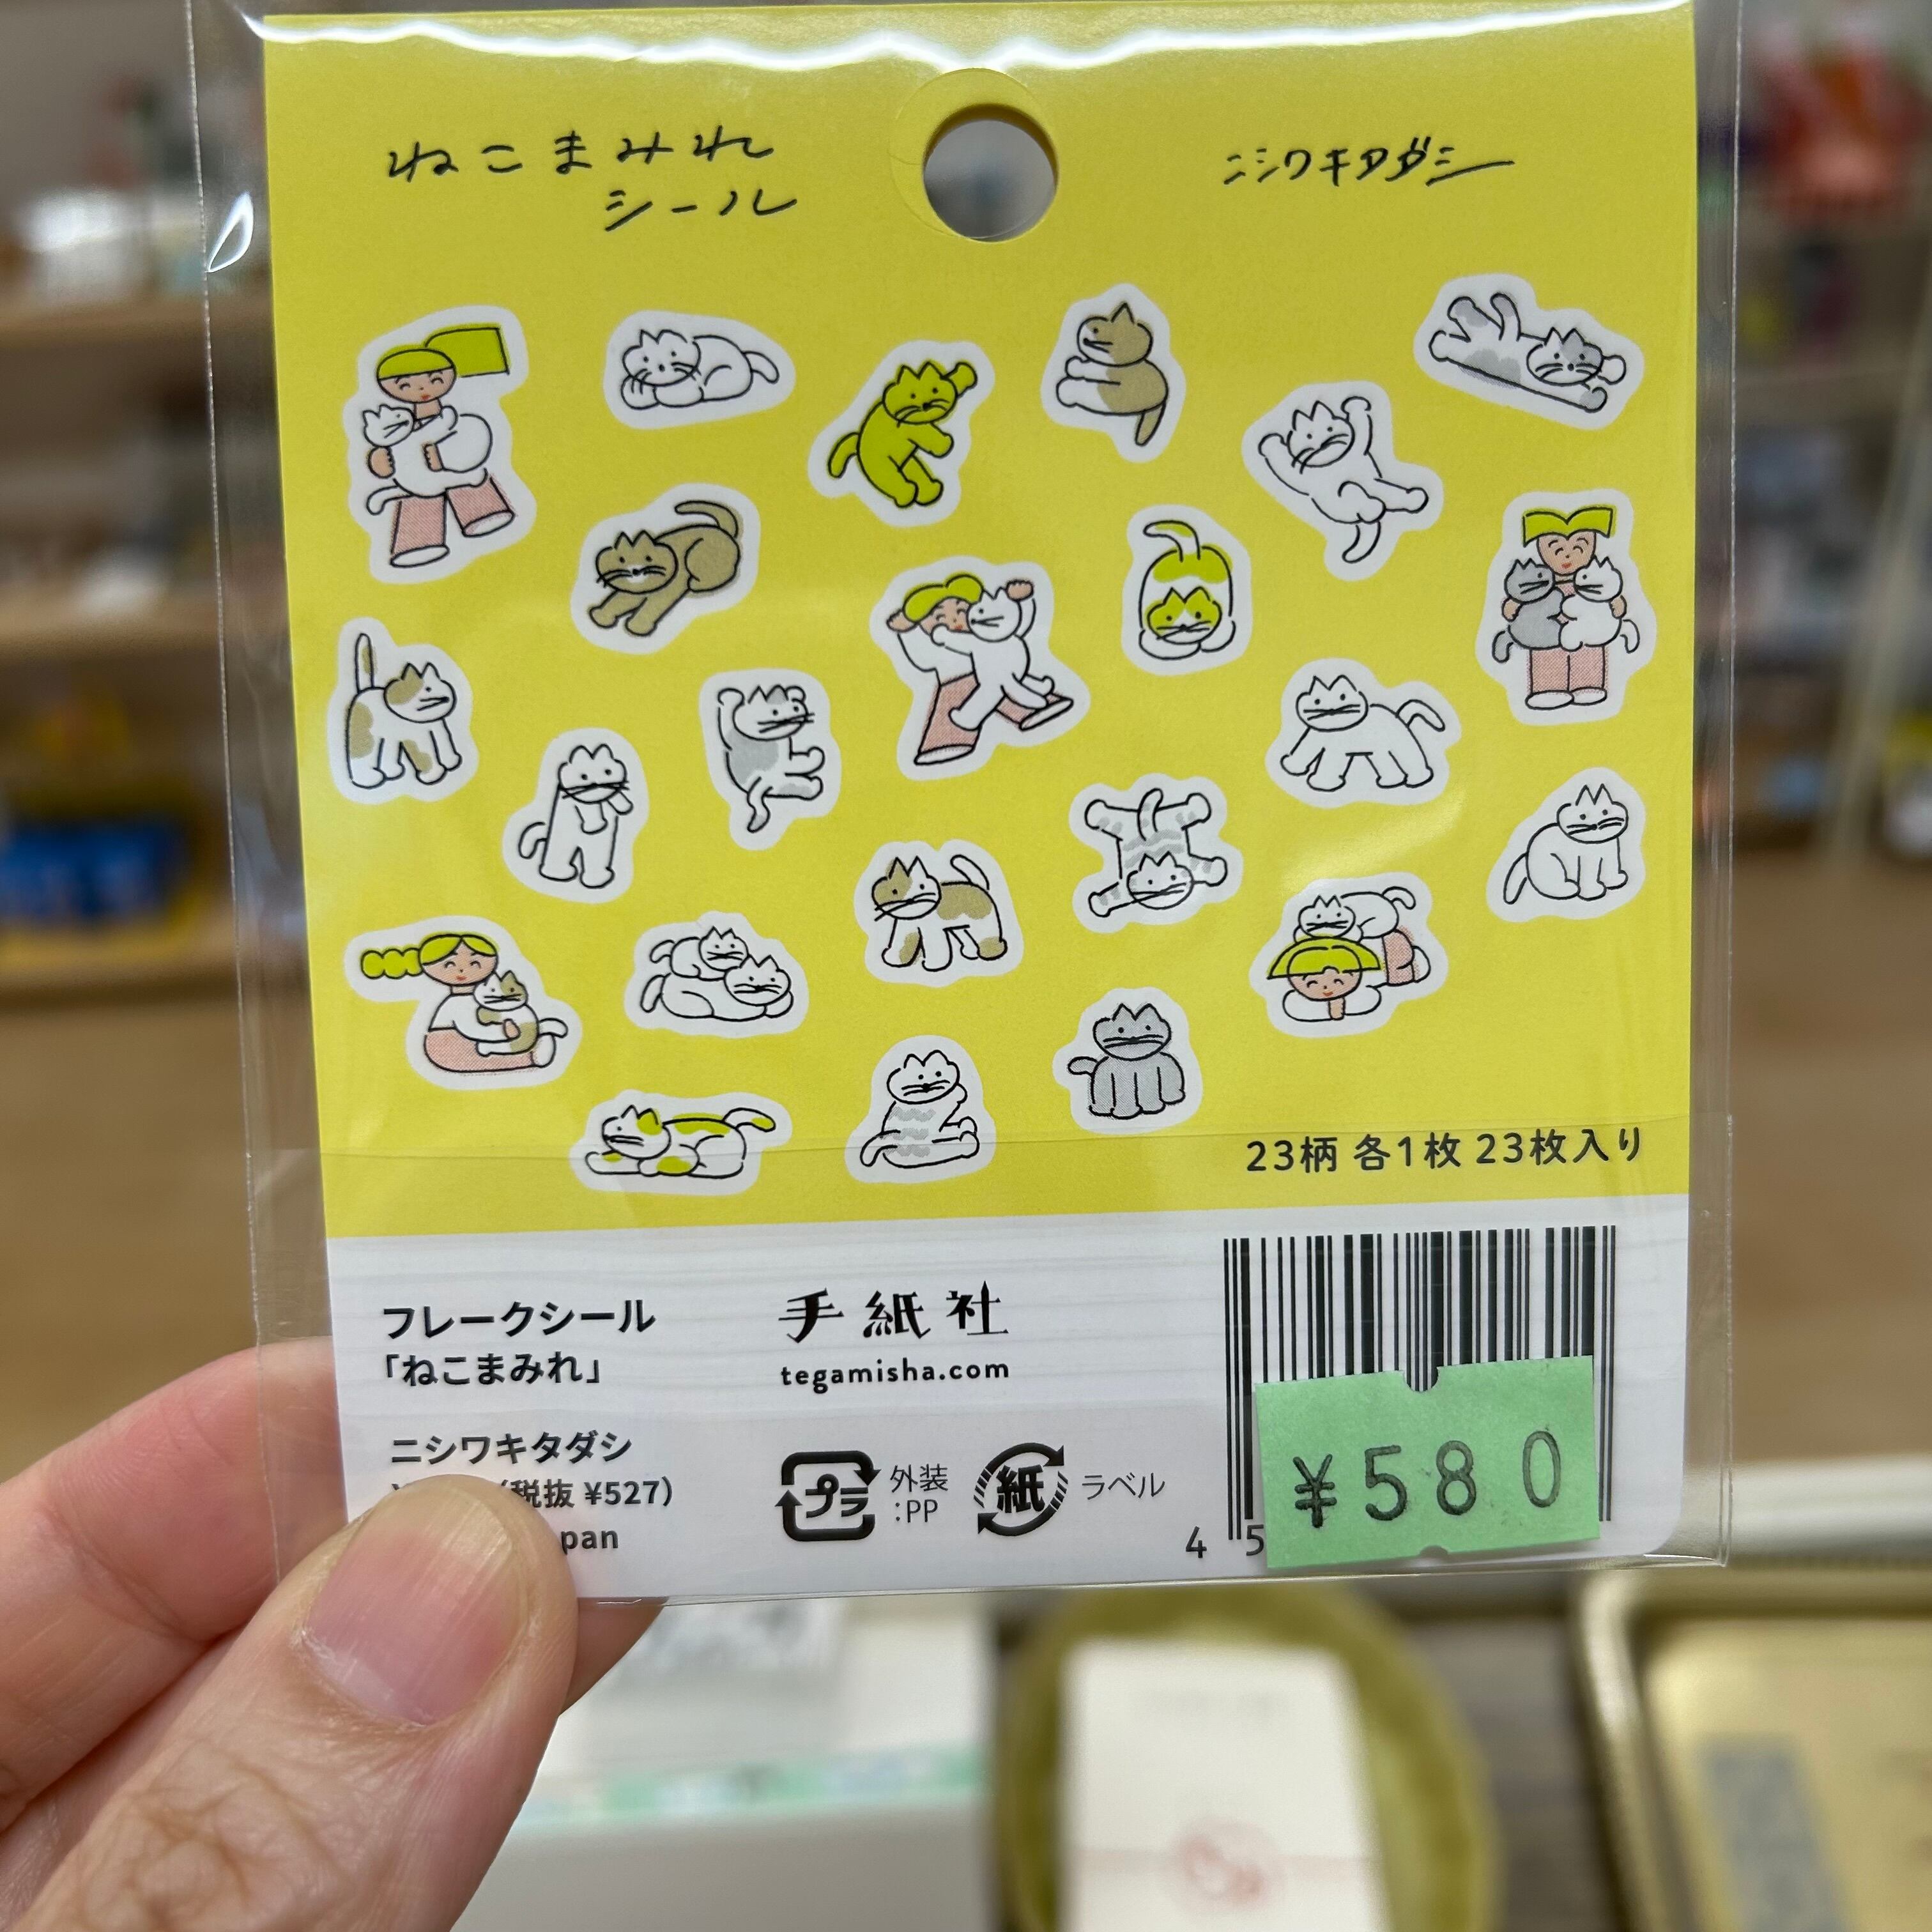 ねこまみれ
シール
ニシワキタダシ
23柄 各1枚 23枚入り
フレークシール
「ねこまみれ」
ニシワキタダシ
(税抜 ¥527)
手紙社
tegamisha.com
プラ
外装
:PP
紙
ラベル
45
¥580